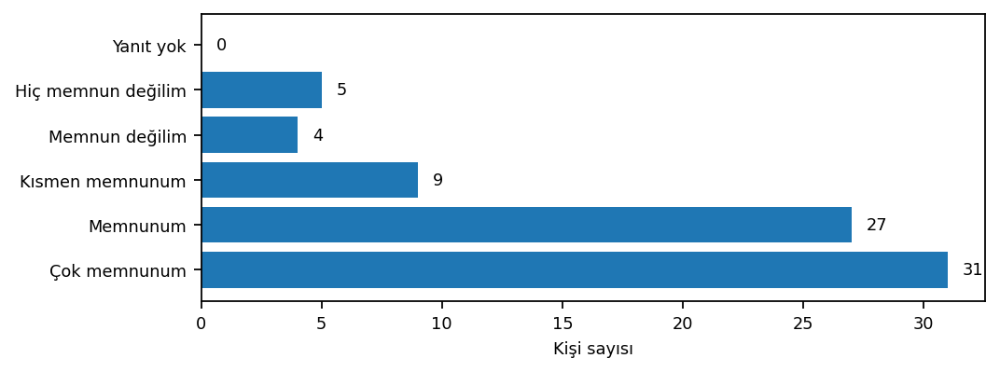 Yanıt yok 0
Hiç memnun değilim 5
Memnun değilim 4
Kısmen memnunum 9
Memnunum 27
Çok memnunum 31
0 5 10 15 20 25 30
Kişi sayısı